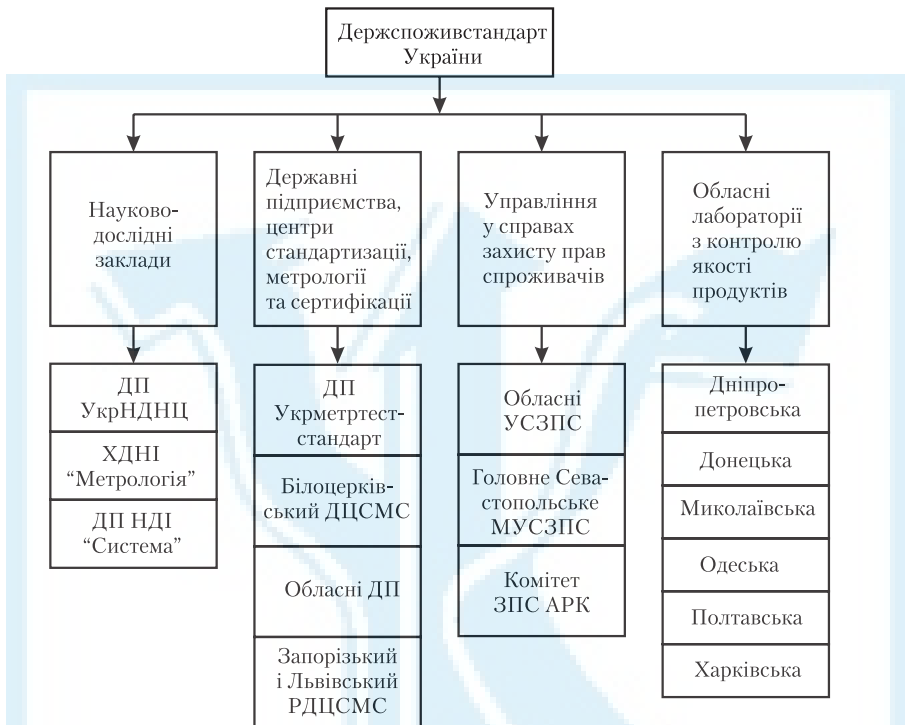 Держспоживстандарт
України
Науково-
дослідні
заклади
Державні
підприємства,
центри
стандартизації,
метрології
та сертифікації
Управління
у справах
захисту прав
спроживачів
Обласні
лабораторії
з контролю
якості
продуктів
ДП
УкрНДНЦ
ХДНІ
“Метрологія”
ДП НДІ
“Система”
ДП
Укрметртест-
стандарт
Білоцерків-
ський ДЦСМС
Обласні ДП
Запорізький
і Львівський
РДЦСМС
Обласні
УСЗПС
Головне Сева-
стопольське
МУСЗПС
Комітет
ЗПС АРК
Дніпро-
петровська
Донецька
Миколаївська
Одеська
Полтавська
Харківська